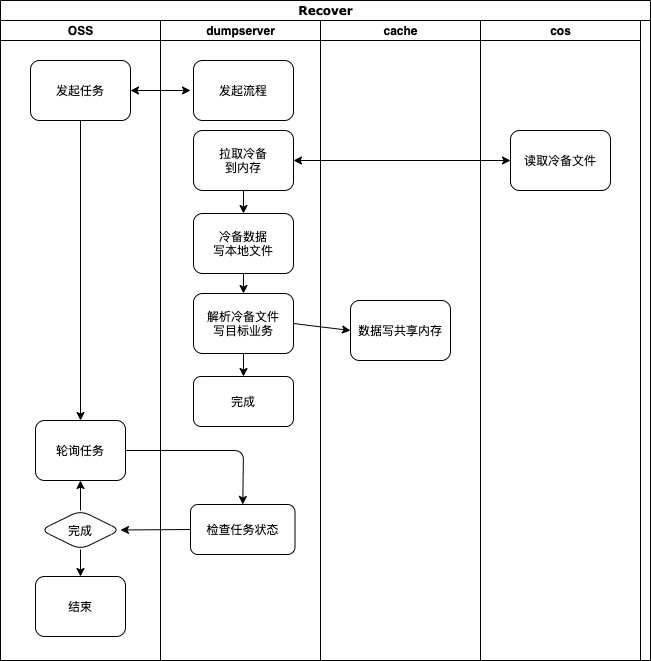 Recover
OSS
dumpserver
cache
cos
发起任务
发起流程
拉取冷备
到内存
读取冷备文件
冷备数据
写本地文件
解析冷备文件
写目标业务
数据写共享内存
完成
轮询任务
完成
检查任务状态
结束